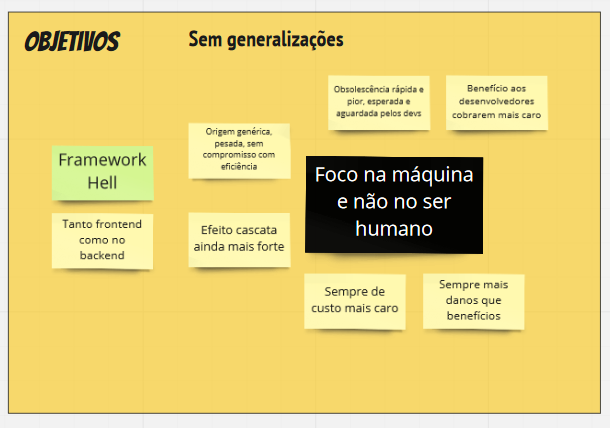 OBJETIVOS
Sem generalizações
Obsolescência rápida e
pior, esperada e
aguardada pelos devs
Benefício aos
desenvolvedores
cobrarem mais caro
Origem genérica,
pesada, sem
compromisso com
eficiência
Framework
Hell
Foco na máquina
e não no ser
humano
Tanto frontend
como no
backend
Efeito cascata
ainda mais forte
Sempre de
custo mais caro
Sempre mais
danos que
benefícios